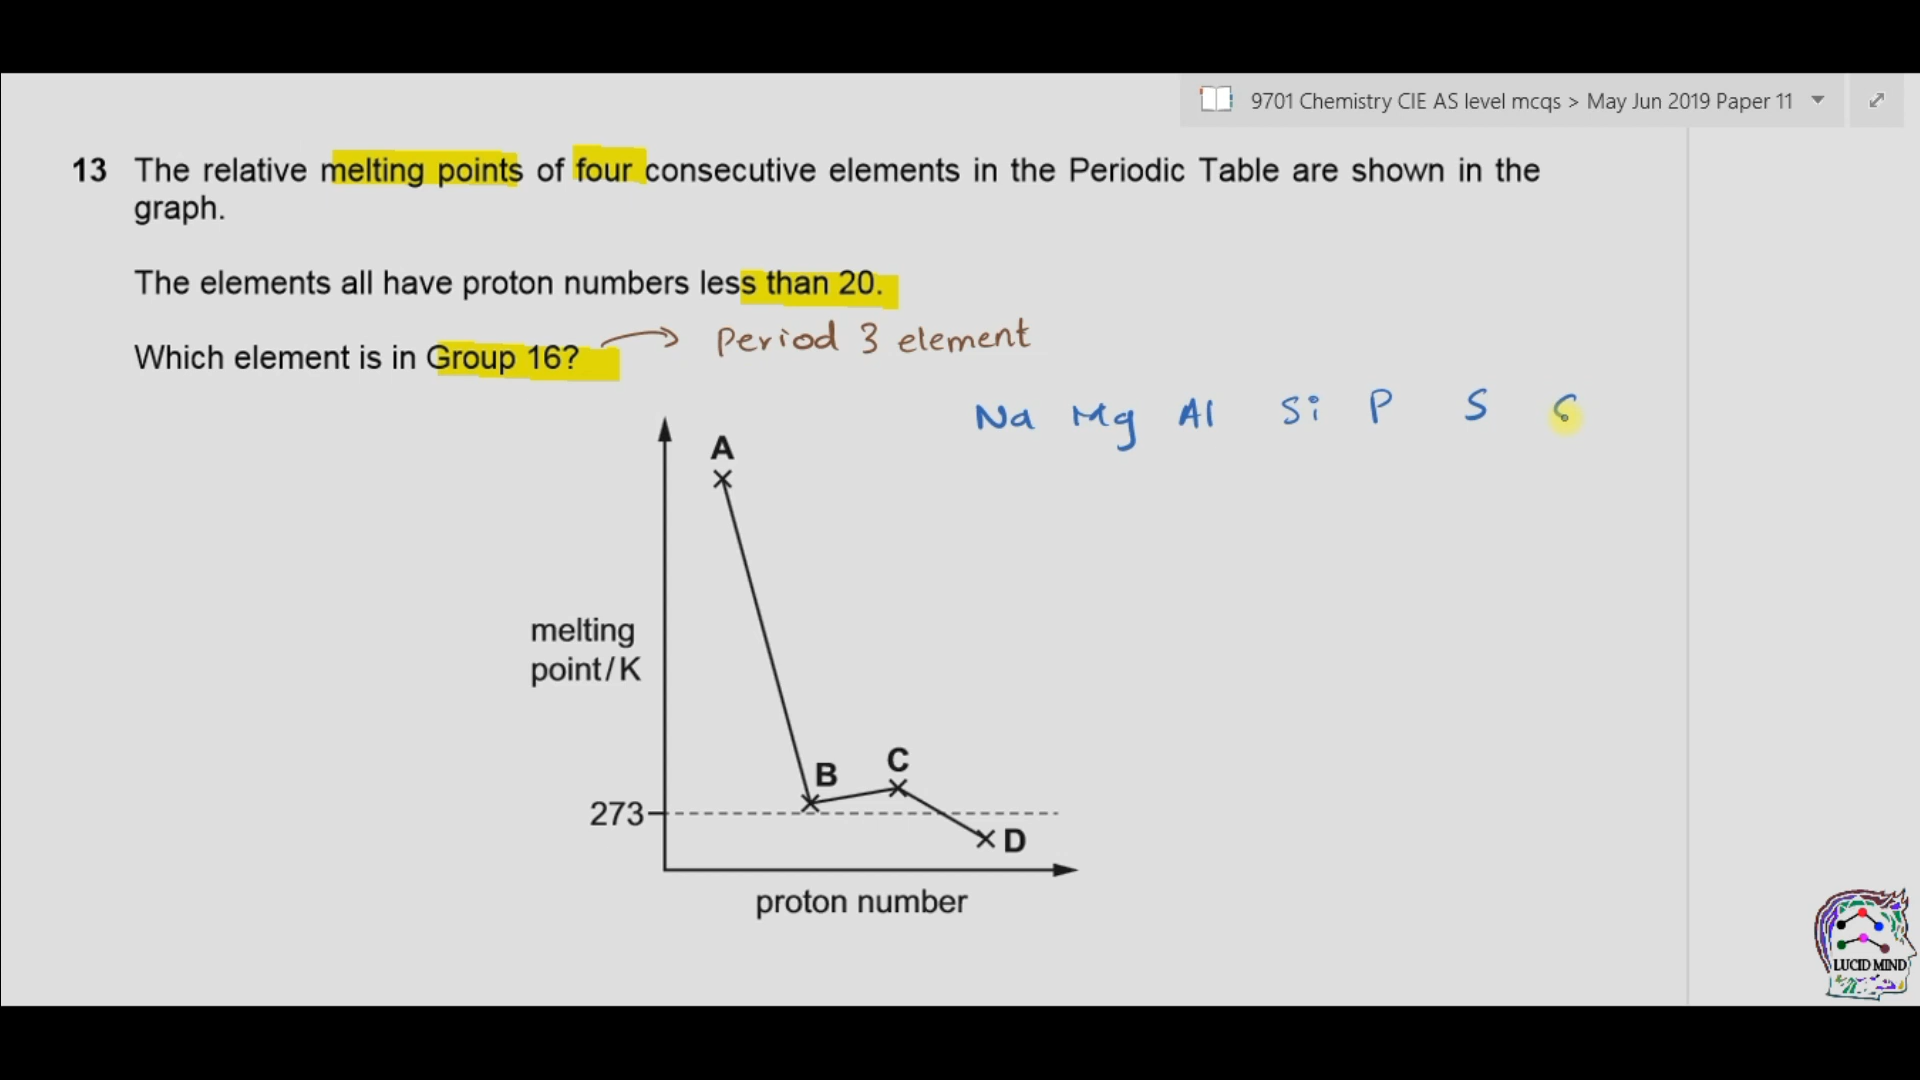 9701 Chemistry CIE AS level mcqs > May Jun 2019 Paper 11
13 The relative melting points of four consecutive elements in the Periodic Table are shown in the
graph.
The elements all have proton numbers less than 20.
Which element is in Group 16?
Period 3 element
Na Mg Al Si P S
A
melting
point/K
B
C
273
D
proton number
LUCID MIND